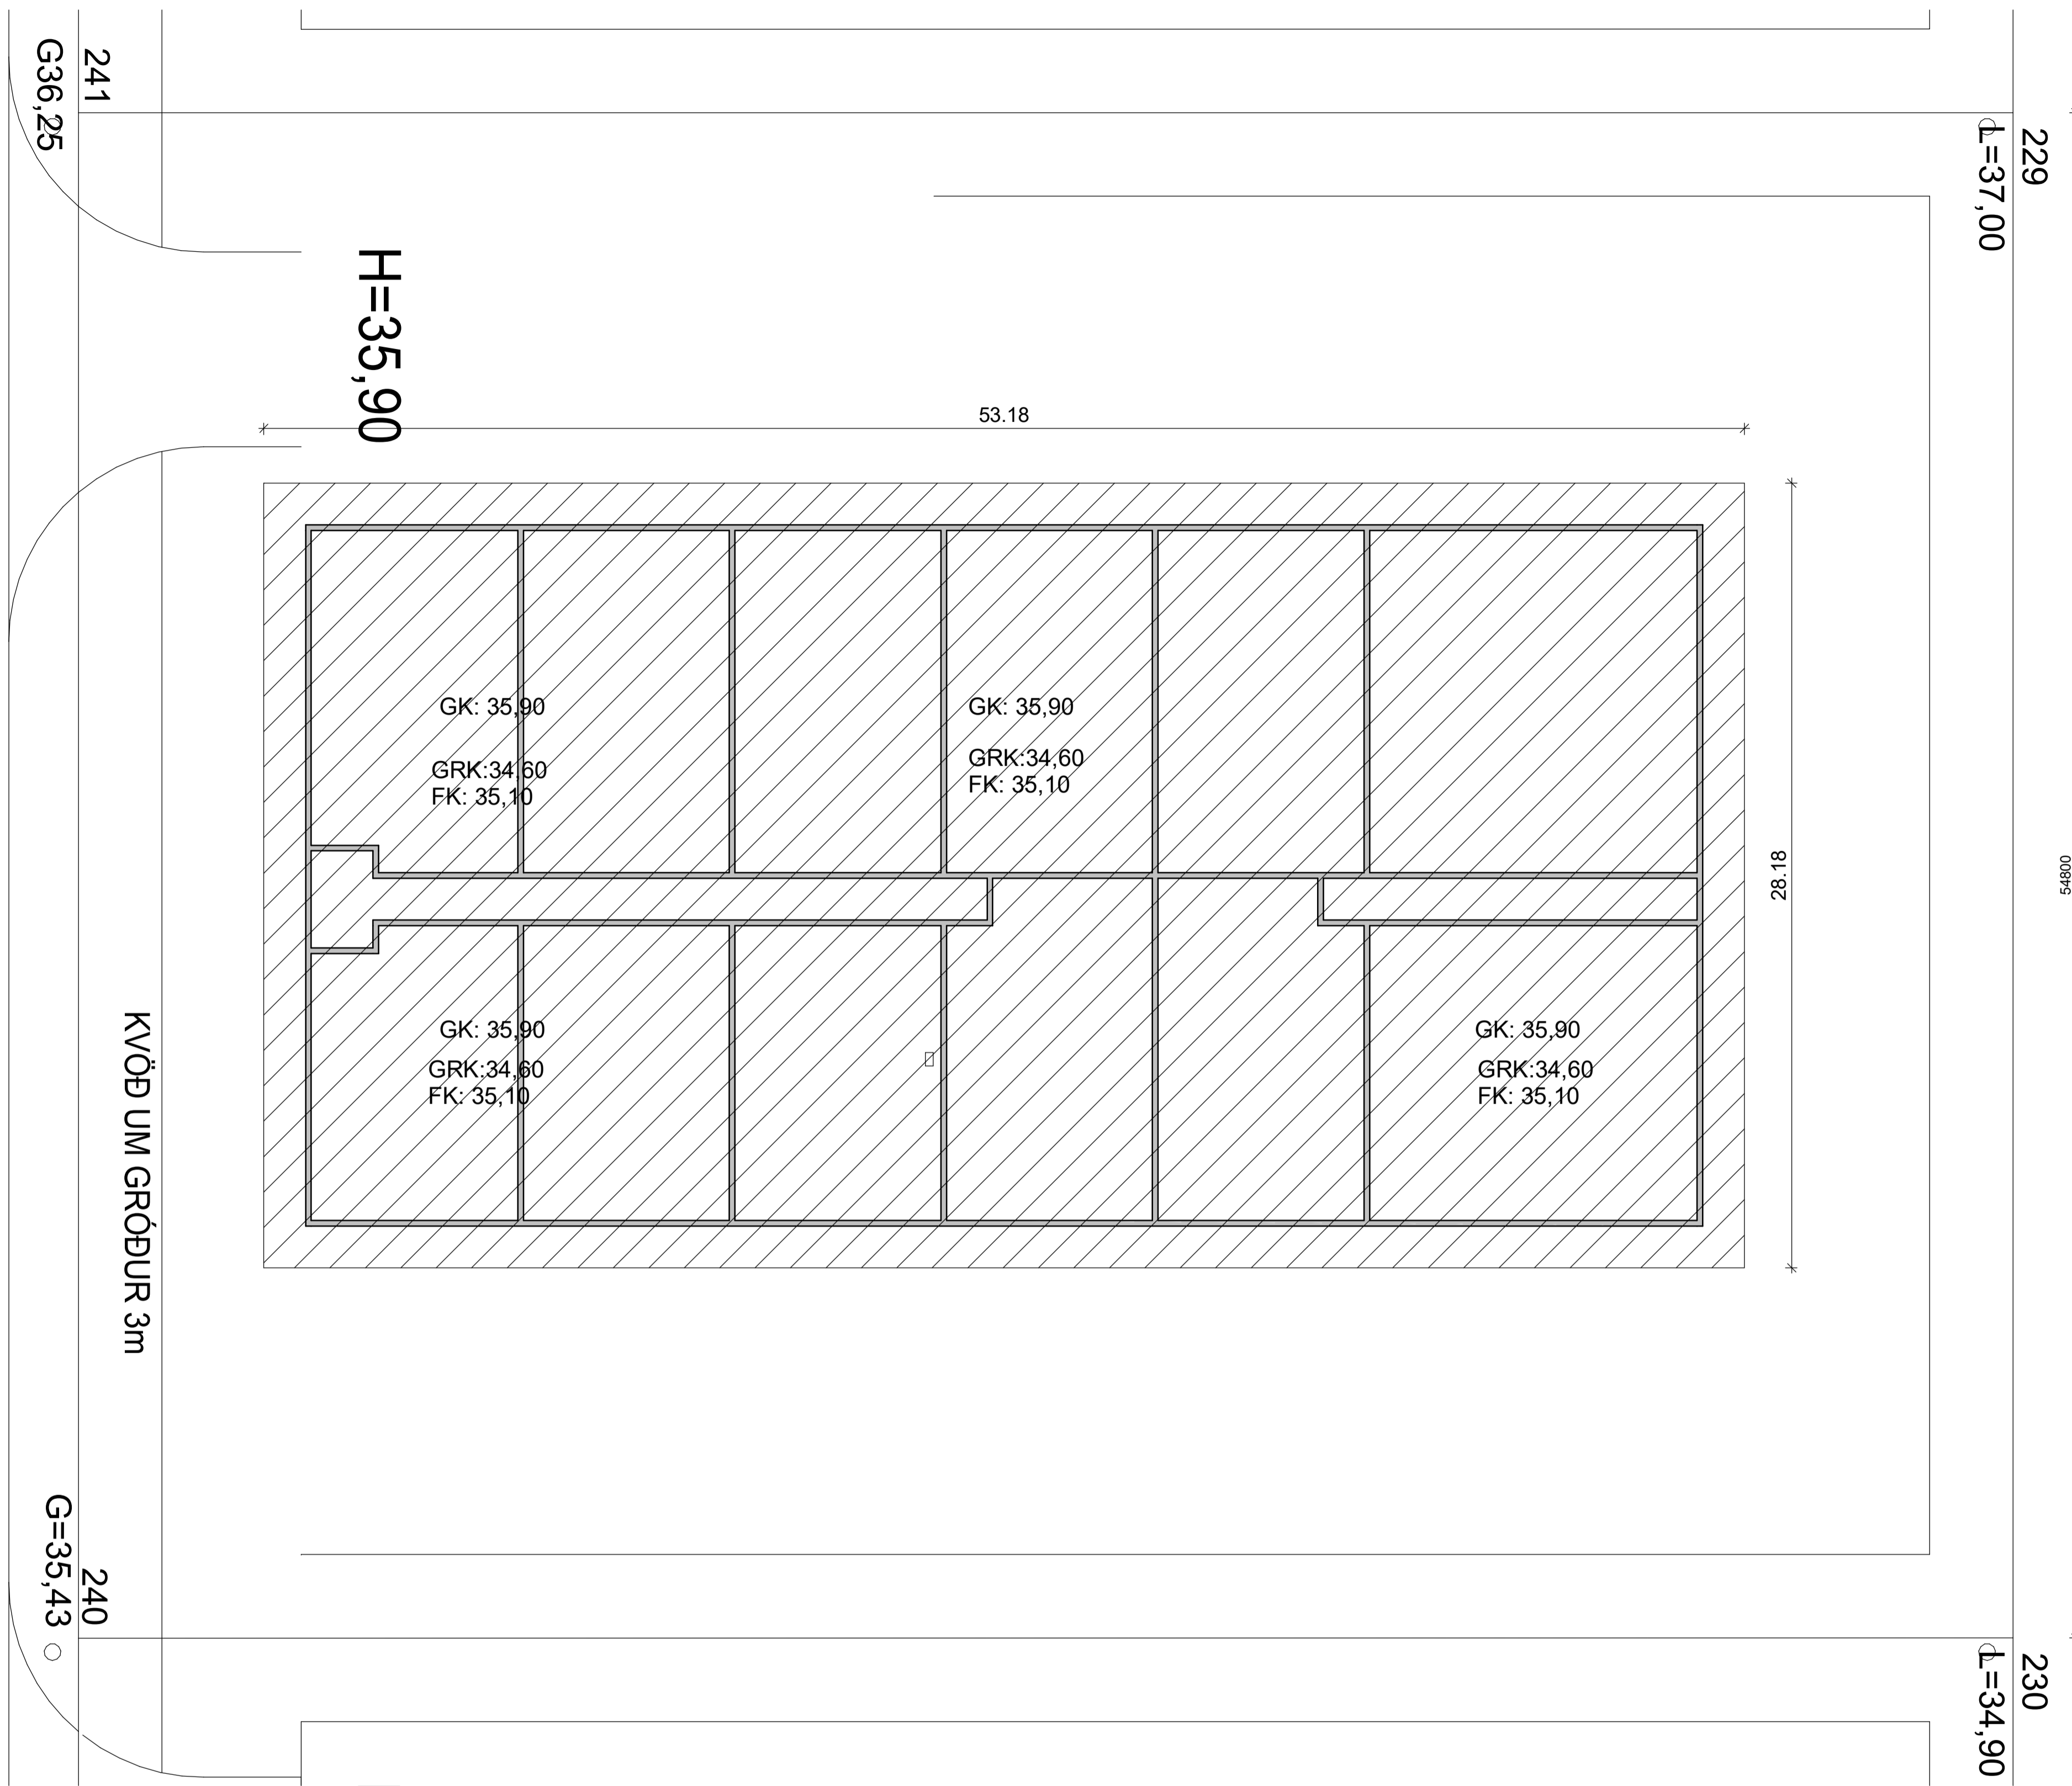 241
G36,25
229
L=37,00
H=35,90
53.18
GK: 35,90
GRK:34,60
FK: 35,10
GK: 35,90
GRK:34,60
FK: 35,10
28.18
54800
GK: 35,90
GRK:34,60
FK: 35,10
GK: 35,90
GRK:34,60
FK: 35,10
KVÖÐ UM GRÓÐUR 3m
240
G=35,43
230
L=34,90